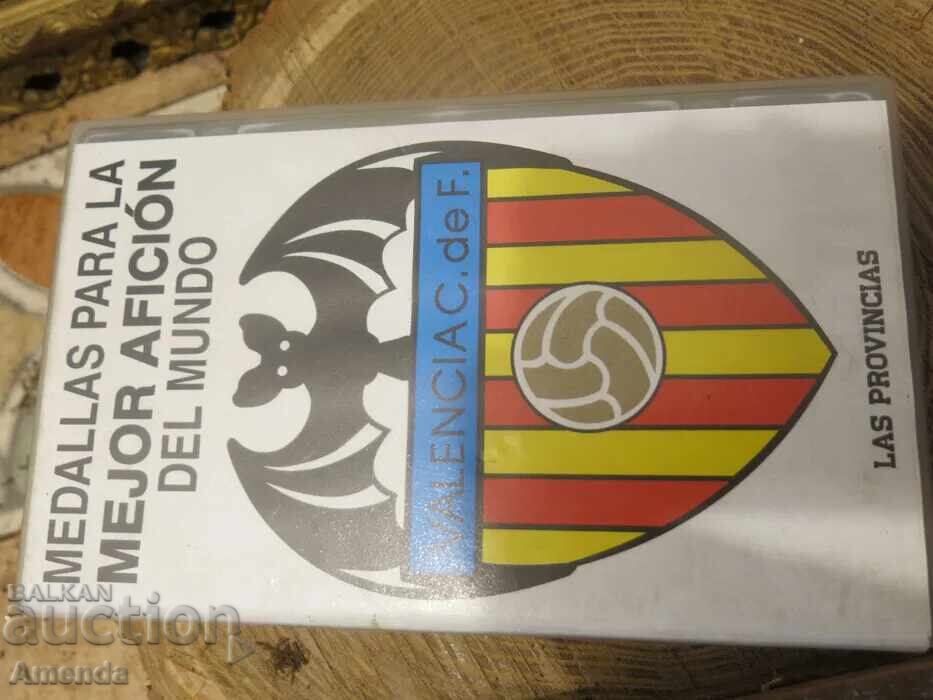 MEDALLAS PARA LA
MEJOR AFICIÓN
DEL MUNDO
VALENCIA C. de F.
LAS PROVINCIAS
BALKAN
auction
Amenda